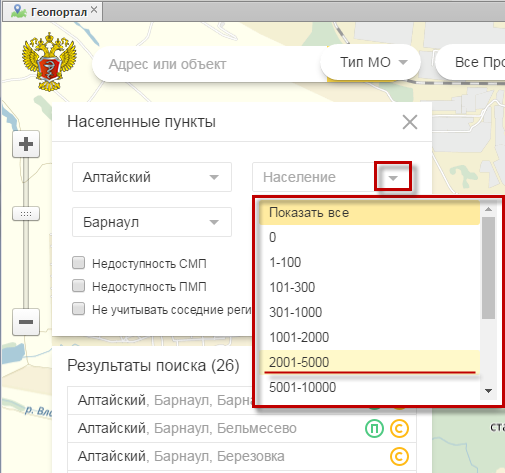 Геопортал
Адрес или объект
Тип МО
Все Про
Населенные пункты
Алтайский
Население
Барнаул
Показать все
0
1-100
101-300
301-1000
1001-2000
2001-5000
5001-10000
Недоступность СМП
Недоступность ПМП
Не учитывать соседние реги
Результаты поиска (26)
Алтайский, Барнаул, Барна
Алтайский, Барнаул, Бельмесево П С
Алтайский, Барнаул, Березовка С
р. Вло
ста